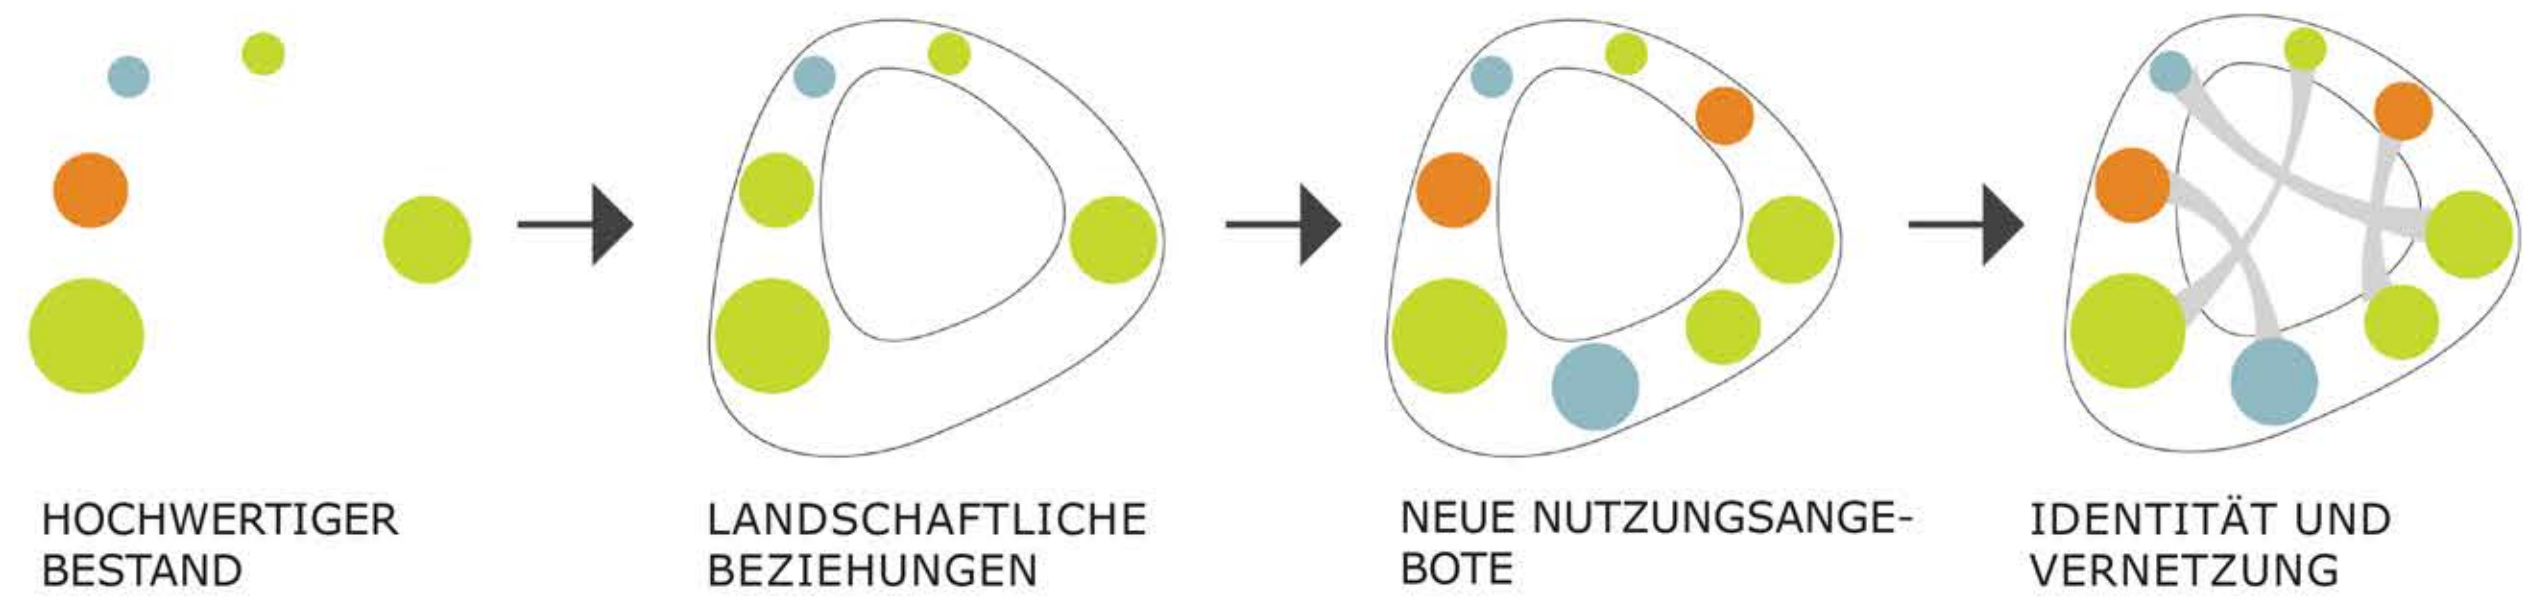 HOCHWERTIGER
BESTAND
LANDSCHAFTLICHE
BEZIEHUNGEN
NEUE NUTZUNGSANGE-
BOTE
IDENTITÄT UND
VERNETZUNG